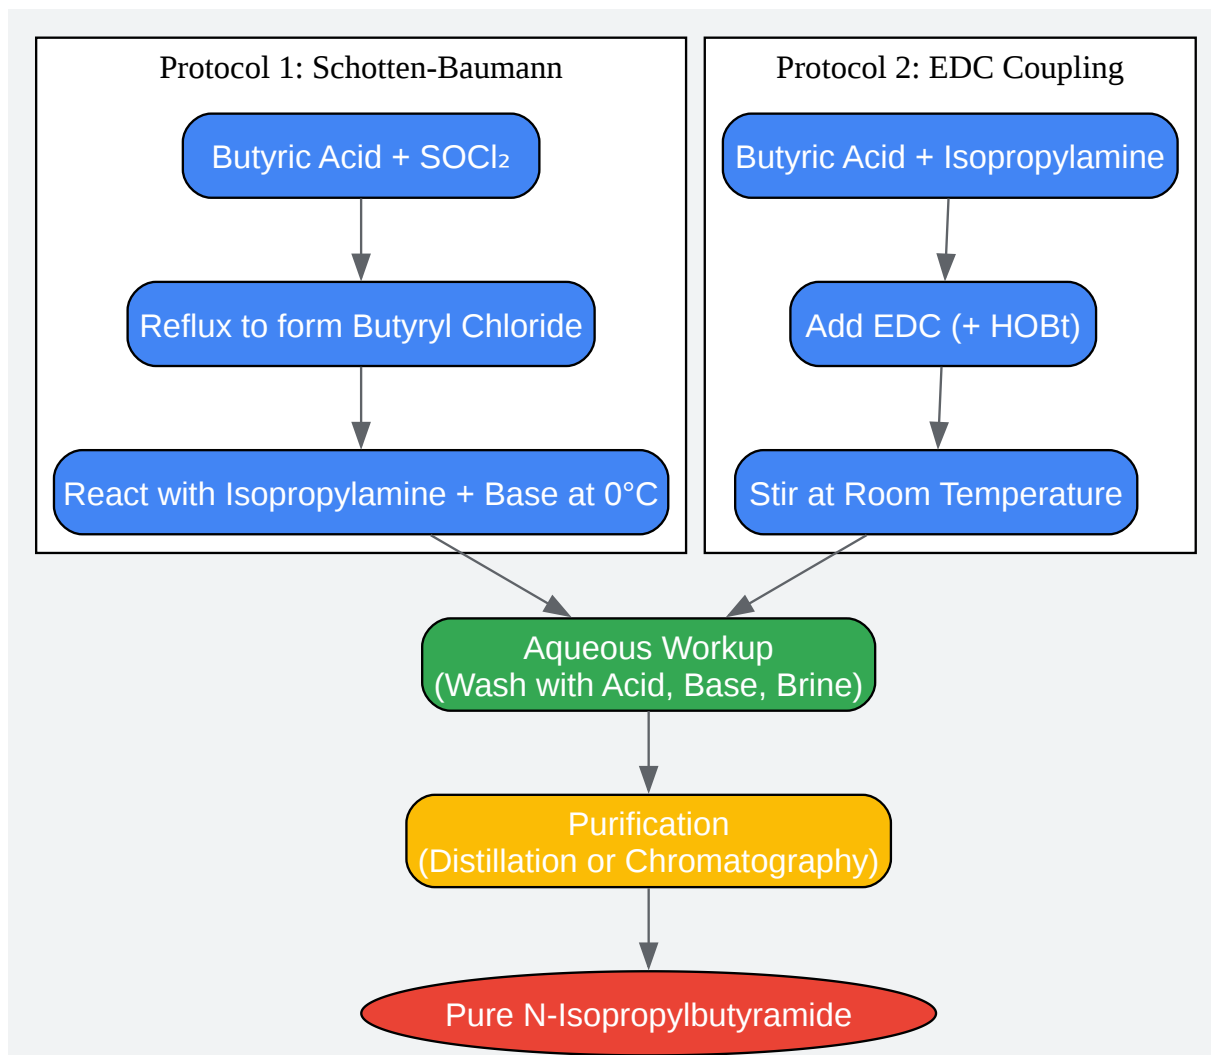 Protocol 1: Schotten-Baumann
Butyric Acid + SOCl₂
Reflux to form Butyryl Chloride
React with Isopropylamine + Base at 0°C
Protocol 2: EDC Coupling
Butyric Acid + Isopropylamine
Add EDC (+ HOBt)
Stir at Room Temperature
Aqueous Workup
(Wash with Acid, Base, Brine)
Purification
(Distillation or Chromatography)
Pure N-Isopropylbutyramide